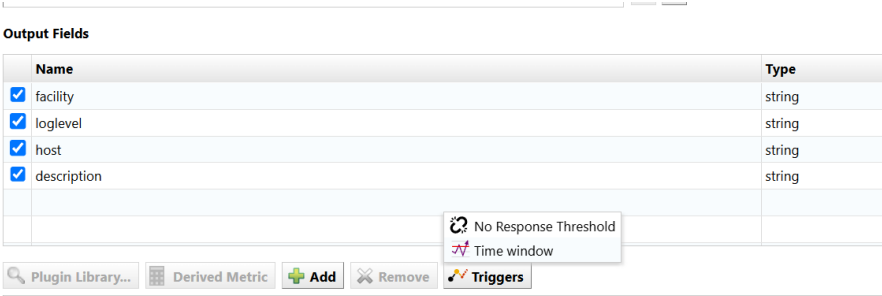 Output Fields
Name Type
facility string
loglevel string
host string
description string
No Response Threshold
Time window
Plugin Library... Derived Metric Add Remove Triggers